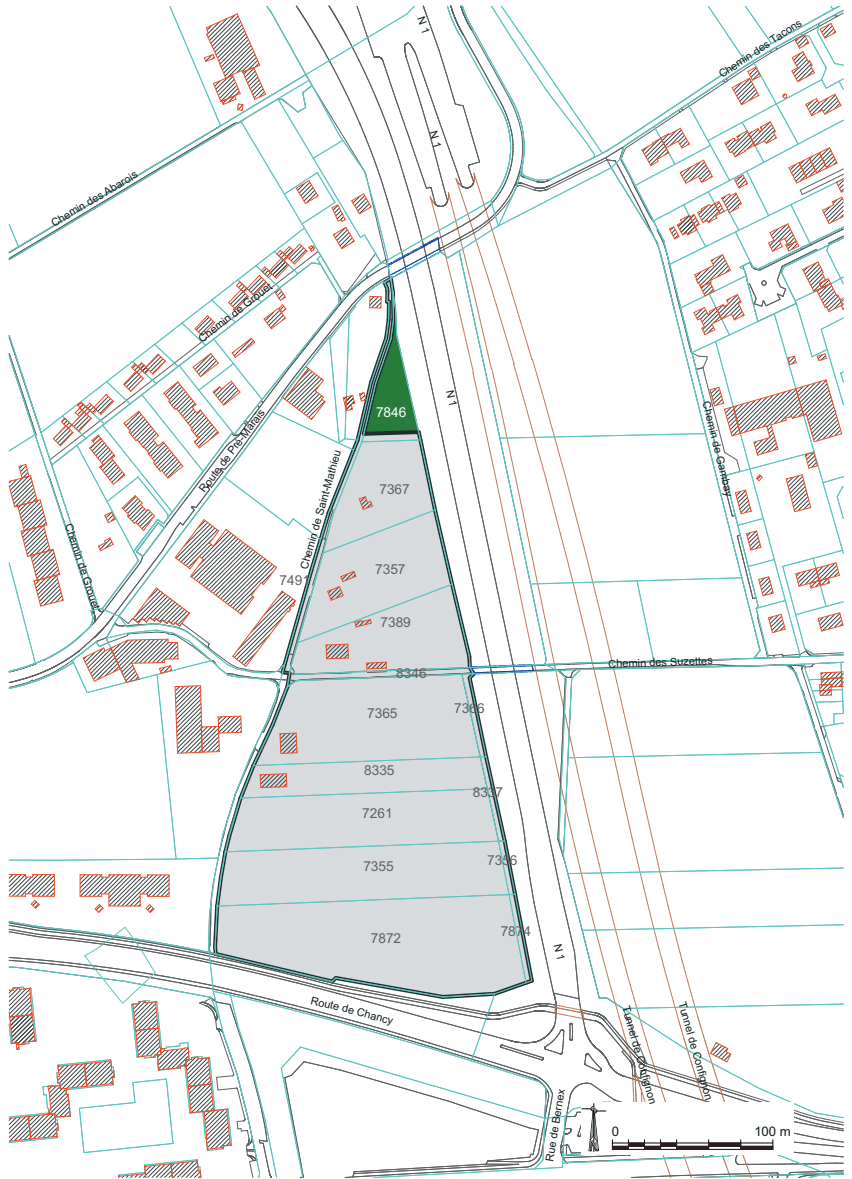 N 1
Chemin des Tacons
N 1
Chemin des Abarois
Chemin de Grouet
7846
N 1
Route de Pré-Marais
Chemin de Gambay
Chemin de Saint-Mathieu
7367
Chemin de Grouet
7491
7357
7389
8346
Chemin des Suzettes
7365
7366
8335
8337
7261
7355
7356
7872
7874
N 1
Route de Chancy
Tunnel de Confignon
Tunnel de Confignon
Rue de Bernex
0
100 m